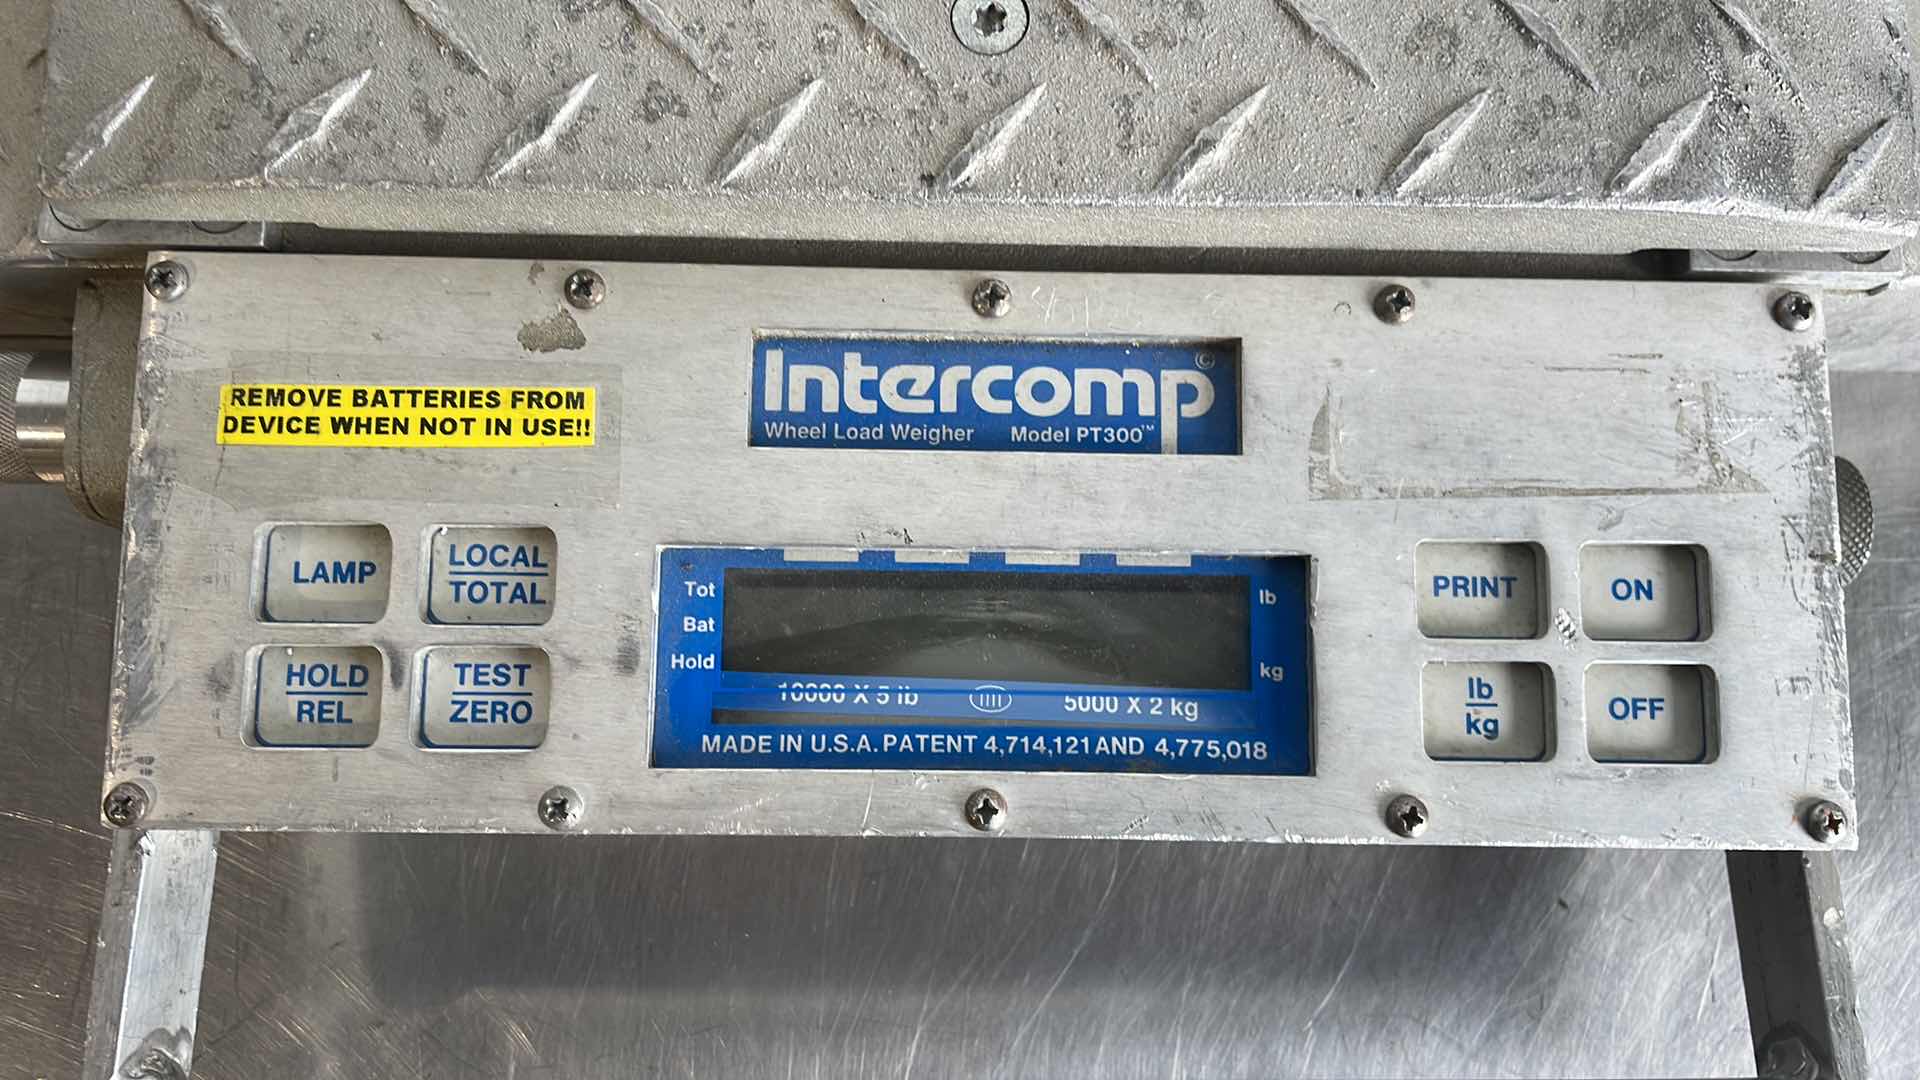 REMOVE BATTERIES FROM
DEVICE WHEN NOT IN USE!!
Intercomp©
Wheel Load Weigher Model PT300™
LAMP
LOCAL
TOTAL
HOLD
REL
TEST
ZERO
Tot
Bat
Hold
lb
kg
10000 X 5 lb
5000 X 2 kg
MADE IN U.S.A. PATENT 4,714,121 AND 4,775,018
PRINT
ON
lb
kg
OFF